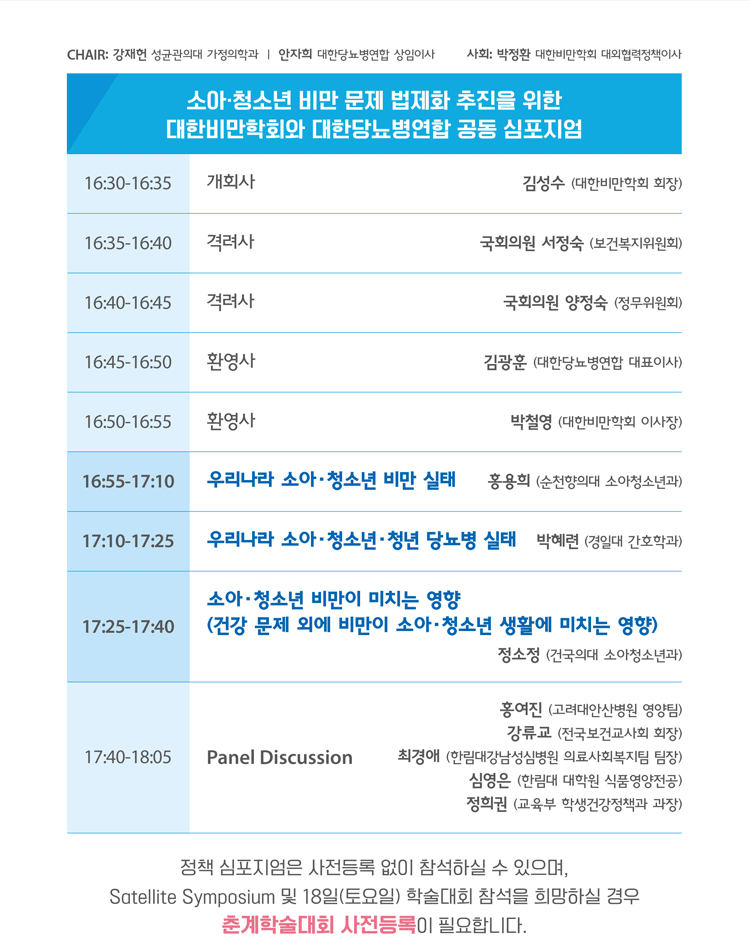 CHAIR: 강재헌 성균관의대 가정의학과 | 안자희 대한당뇨병연합 상임이사 사회: 박정환 대한비만학회 대외협력정책이사
소아·청소년 비만 문제 법제화 추진을 위한
대한비만학회와 대한당뇨병연합 공동 심포지엄
16:30-16:35 개회사 김성수 (대한비만학회 회장)
16:35-16:40 격려사 국회의원 서정숙 (보건복지위원회)
16:40-16:45 격려사 국회의원 양정숙 (정무위원회)
16:45-16:50 환영사 김광훈 (대한당뇨병연합 대표이사)
16:50-16:55 환영사 박철영 (대한비만학회 이사장)
16:55-17:10 우리나라 소아·청소년 비만 실태 홍용희 (순천향의대 소아청소년과)
17:10-17:25 우리나라 소아·청소년·청년 당뇨병 실태 박혜련 (경일대 간호학과)
소아·청소년 비만이 미치는 영향
17:25-17:40 (건강 문제 외에 비만이 소아·청소년 생활에 미치는 영향)
정소정 (건국의대 소아청소년과)
홍여진 (고려대안산병원 영양팀)
강류교 (전국보건교사회 회장)
17:40-18:05 Panel Discussion 최경애 (한림대강남성심병원 의료사회복지팀 팀장)
심영은 (한림대 대학원 식품영양전공)
정희권 (교육부 학생건강정책과 과장)
정책 심포지엄은 사전등록 없이 참석하실 수 있으며,
Satellite Symposium 및 18일(토요일) 학술대회 참석을 희망하실 경우
춘계학술대회 사전등록이 필요합니다.